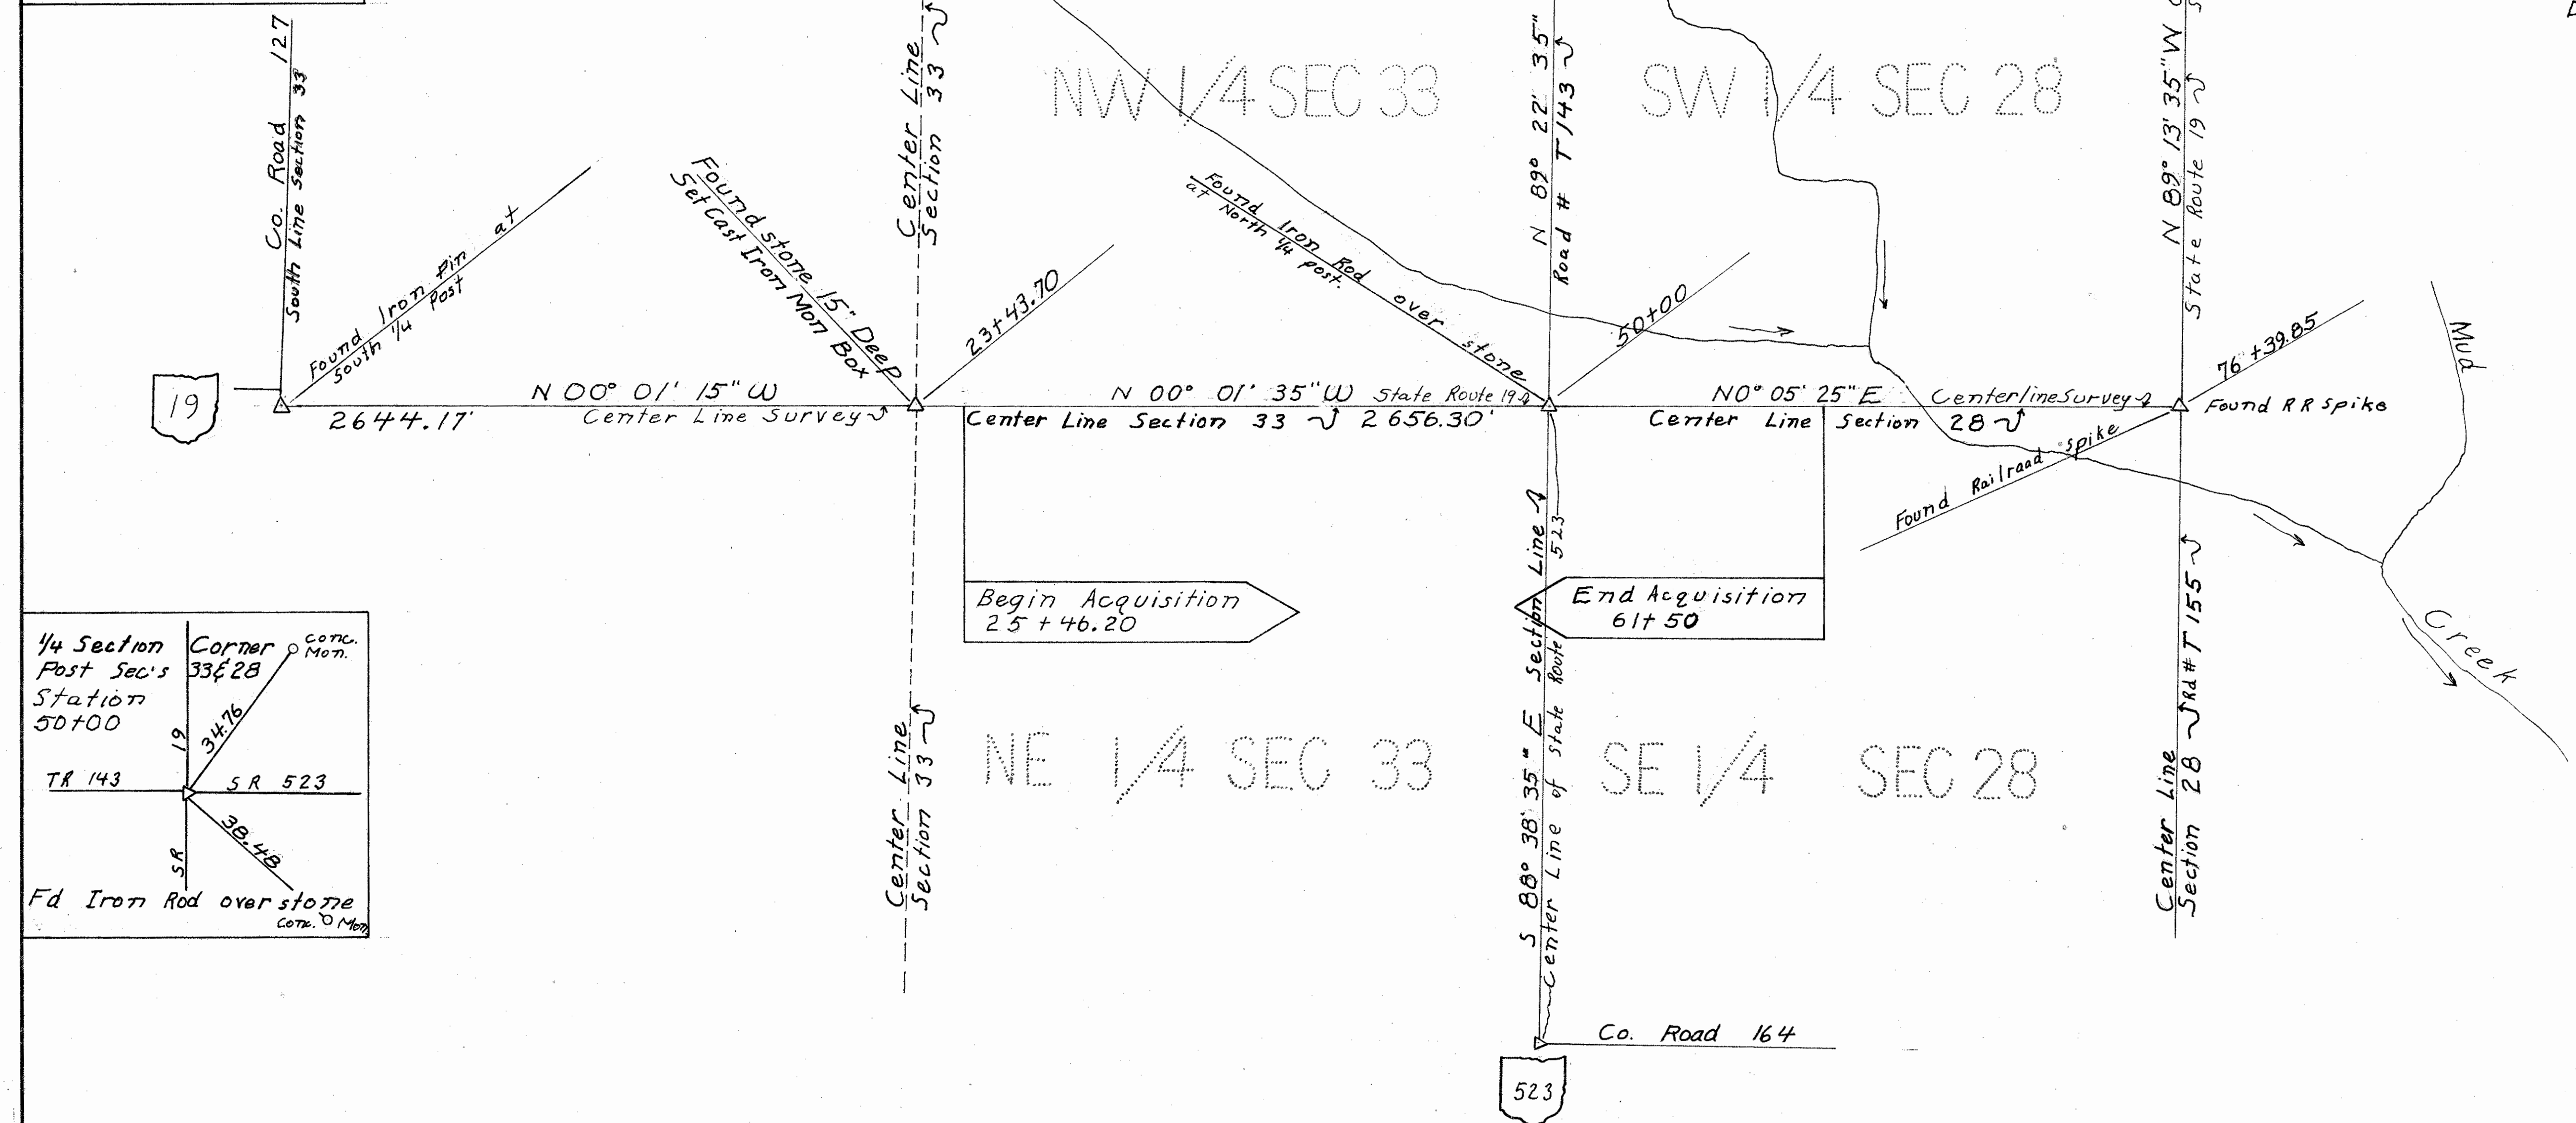 Co. Road 127
South Line Section 33
Center Line
Section 33
NW 1/4 SEC 33
N 89° 22' 35"
Road # T 143
SW 1/4 SEC 28
N 89° 13' 35" W
State Route 19
Found Iron Pin at
South 1/4 Post
Found stone 15" Deep
Set Cast Iron Mon Box
23+43.70
Found Iron Rod over stone
at North 1/4 post.
50+00
76+39.85
Mud
Creek
19
N 00° 01' 15" W
2644.17'
Center Line Survey
N 00° 01' 35" W State Route 19
Center Line Section 33 2656.30'
N0° 05' 25" E Centerline Survey
Center Line Section 28
Found RR Spike
Found Railroad spike
Begin Acquisition
25+46.20
End Acquisition
61+50
1/4 Section Corner
Post Sec's 33&28
Station
50+00
Conc.
Mon.
34.76
19
TR 143
SR 523
38.48
SR
Fd Iron Rod over stone
Conc. Mon.
Center Line
Section 33
NE 1/4 SEC 33
S 88° 38' 35" E Section Line
Center Line of State Route 523
SE 1/4 SEC 28
Center Line
Section 28 Rd# T 155
Co. Road 164
523